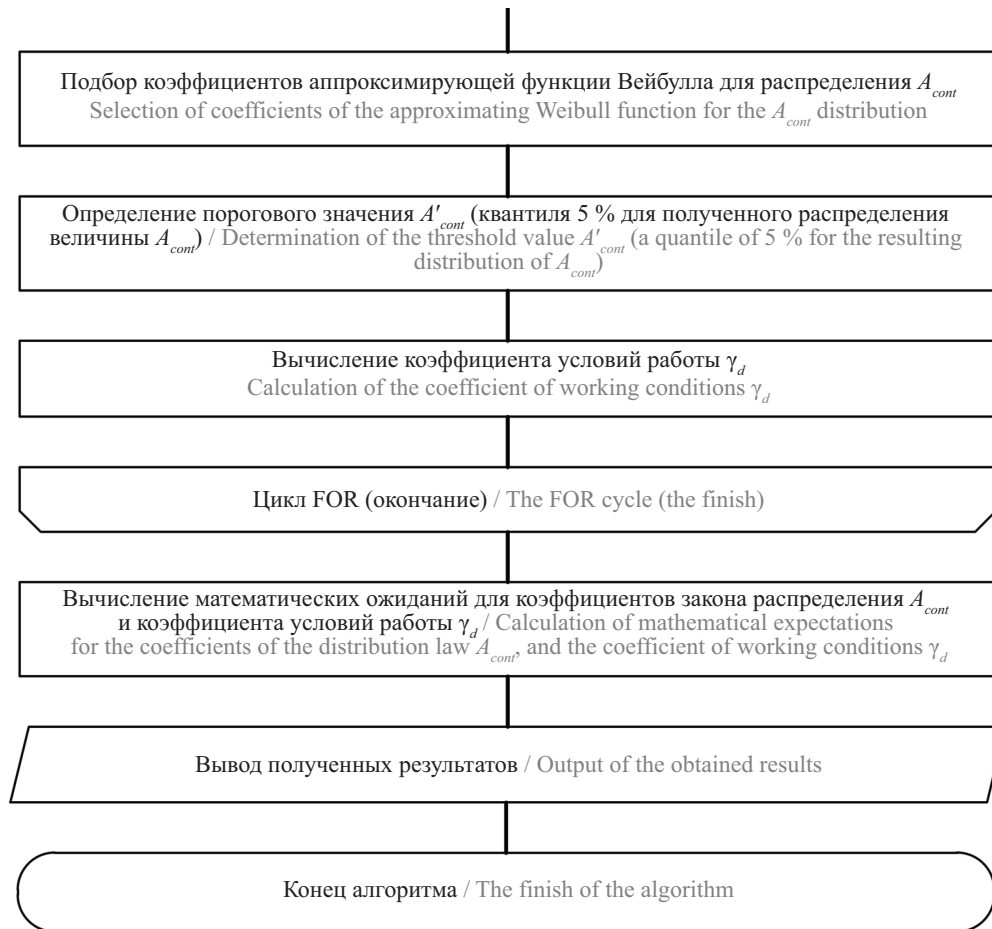 Подбор коэффициентов аппроксимирующей функции Вейбулла для распределения A_cont
Selection of coefficients of the approximating Weibull function for the A_cont distribution
Определение порогового значения A′_cont (квантиля 5 % для полученного распределения
величины A_cont) / Determination of the threshold value A′_cont (a quantile of 5 % for the resulting
distribution of A_cont)
Вычисление коэффициента условий работы γ_d
Calculation of the coefficient of working conditions γ_d
Цикл FOR (окончание) / The FOR cycle (the finish)
Вычисление математических ожиданий для коэффициентов закона распределения A_cont
и коэффициента условий работы γ_d / Calculation of mathematical expectations
for the coefficients of the distribution law A_cont, and the coefficient of working conditions γ_d
Вывод полученных результатов / Output of the obtained results
Конец алгоритма / The finish of the algorithm